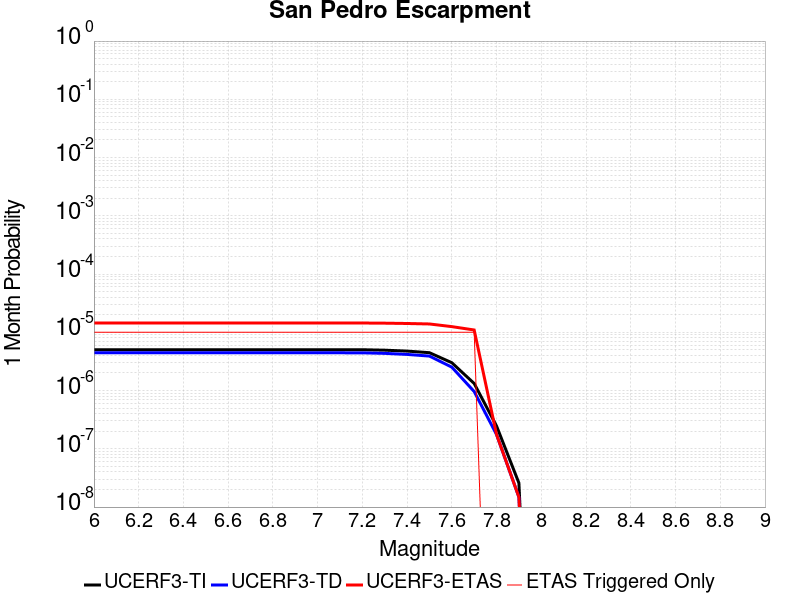 San Pedro Escarpment
10^0
10^-1
10^-2
10^-3
10^-4
10^-5
10^-6
10^-7
10^-8
1 Month Probability
6 6.2 6.4 6.6 6.8 7 7.2 7.4 7.6 7.8 8 8.2 8.4 8.6 8.8 9
Magnitude
UCERF3-TI UCERF3-TD UCERF3-ETAS ETAS Triggered Only